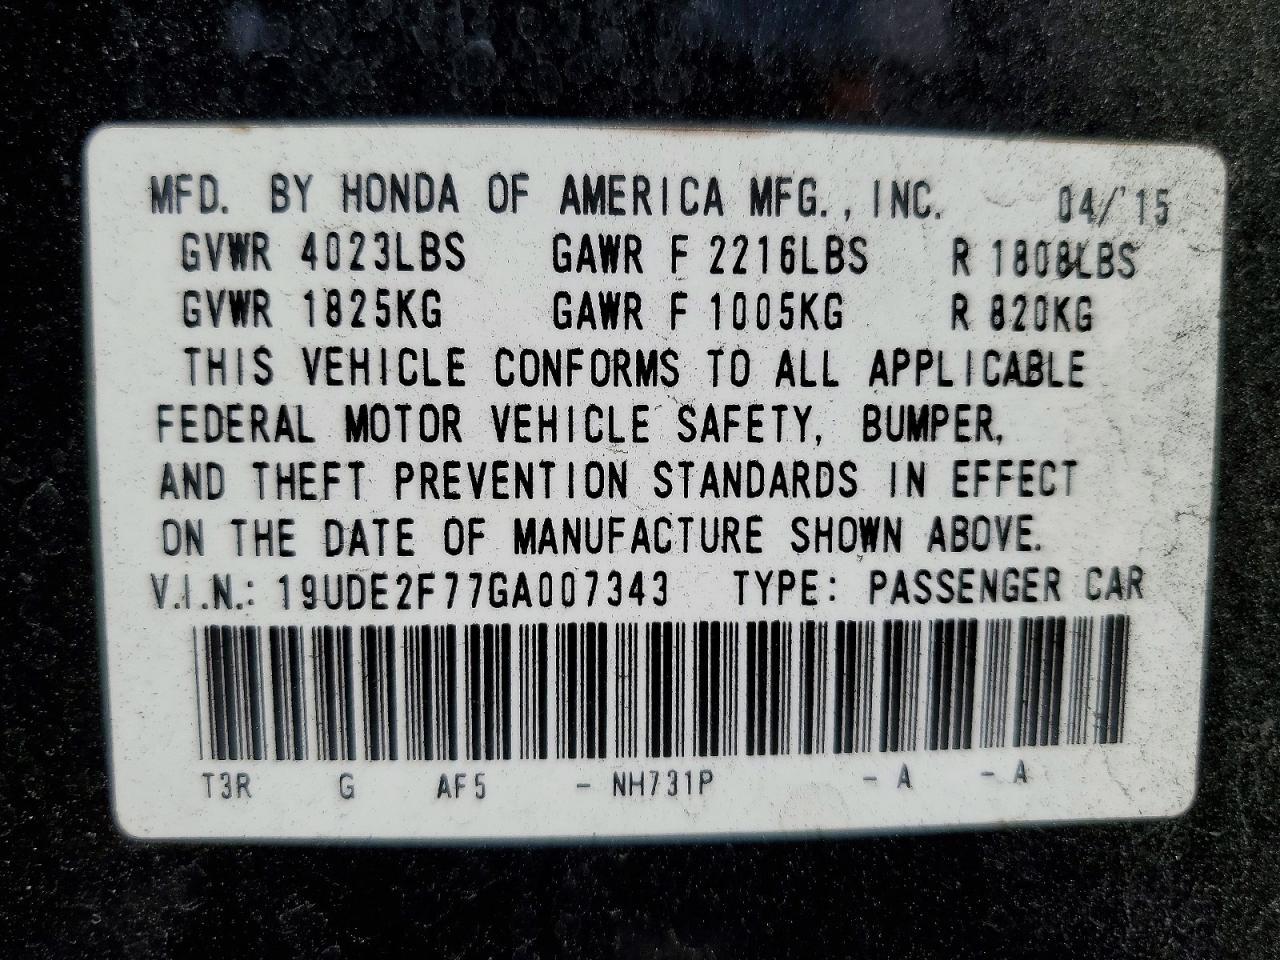 MFD. BY HONDA OF AMERICA MFG., INC. 04/'15
GVWR 4023LBS GAWR F 2216LBS R 1808LBS
GVWR 1825KG GAWR F 1005KG R 820KG
THIS VEHICLE CONFORMS TO ALL APPLICABLE
FEDERAL MOTOR VEHICLE SAFETY, BUMPER,
AND THEFT PREVENTION STANDARDS IN EFFECT
ON THE DATE OF MANUFACTURE SHOWN ABOVE.
V.I.N.: 19UDE2F77GA007343 TYPE: PASSENGER CAR
T3R G AF5 - NH731P - A - A